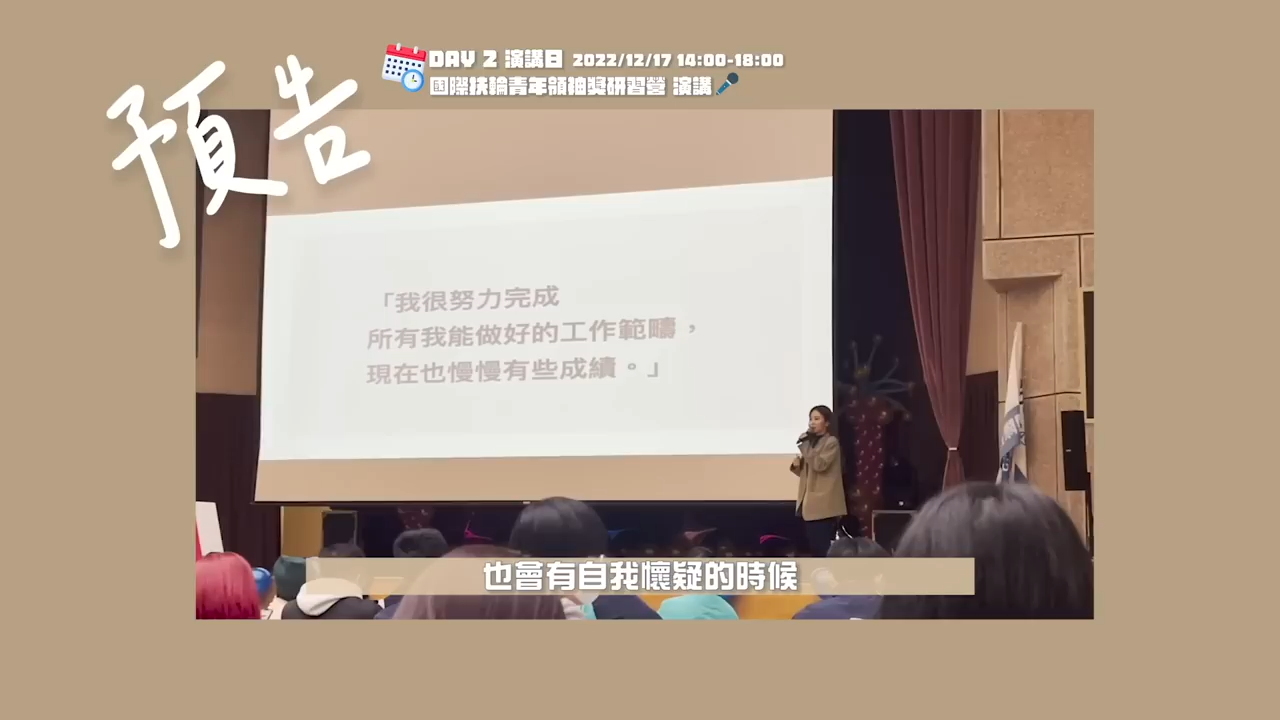 預告
DAY 2 演講日 2022/12/17 14:00-18:00
国際扶輪青年領袖獎研習營 演講
「我很努力完成
所有我能做好的工作範疇，
現在也慢慢有些成績。」
也會有自我懷疑的時候